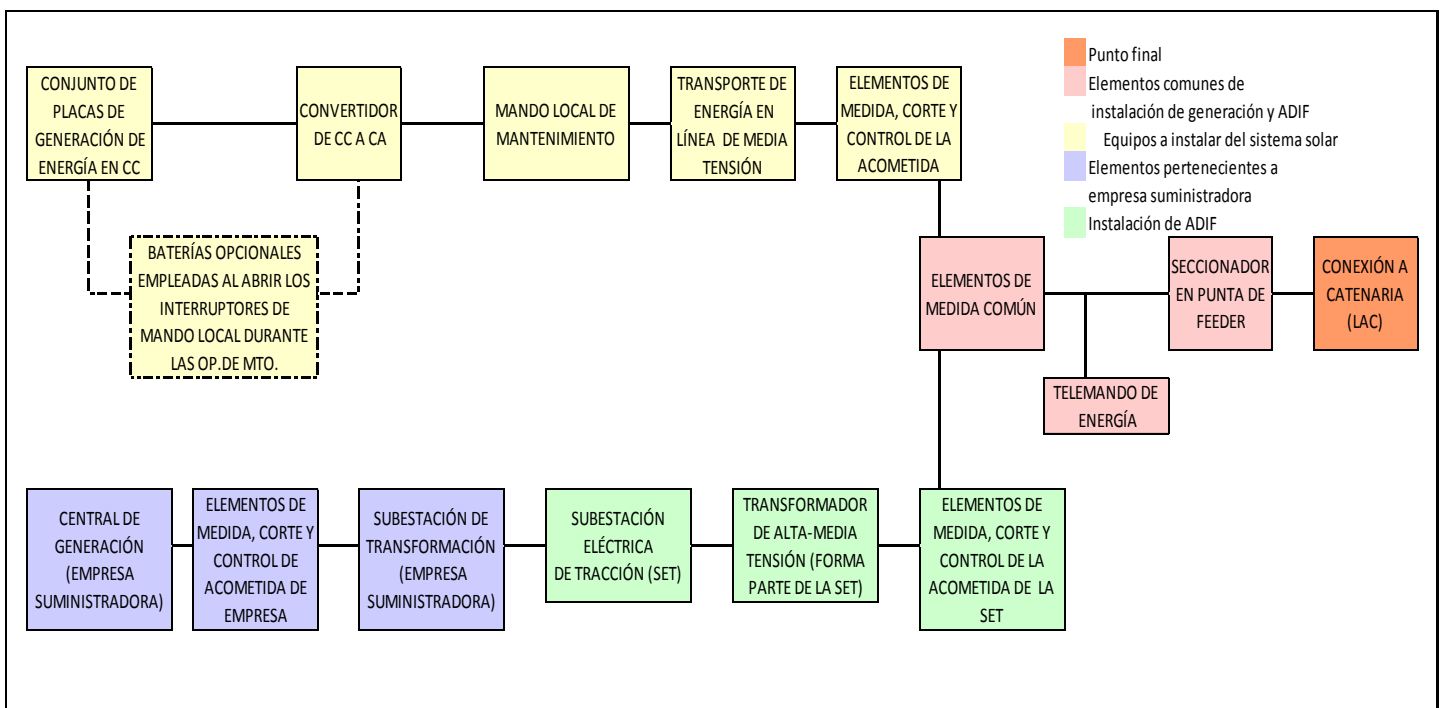 Punto final
Elementos comunes de
instalación de generación y ADIF
Equipos a instalar del sistema solar
Elementos pertenecientes a
empresa suministradora
Instalación de ADIF
CONJUNTO DE
PLACAS DE
GENERACIÓN DE
ENERGÍA EN CC
CONVERTIDOR
DE CC A CA
MANDO LOCAL DE
MANTENIMIENTO
TRANSPORTE DE
ENERGÍA EN
LÍNEA DE MEDIA
TENSIÓN
ELEMENTOS DE
MEDIDA, CORTE Y
CONTROL DE LA
ACOMETIDA
BATERÍAS OPCIONALES
EMPLEADAS AL ABRIR LOS
INTERRUPTORES DE
MANDO LOCAL DURANTE
LAS OP.DE MTO.
ELEMENTOS DE
MEDIDA COMÚN
SECCIONADOR
EN PUNTA DE
FEEDER
CONEXIÓN A
CATENARIA
(LAC)
TELEMANDO DE
ENERGÍA
CENTRAL DE
GENERACIÓN
(EMPRESA
SUMINISTRADORA)
ELEMENTOS DE
MEDIDA, CORTE Y
CONTROL DE
ACOMETIDA DE
EMPRESA
SUBESTACIÓN DE
TRANSFORMACIÓN
(EMPRESA
SUMINISTRADORA)
SUBESTACIÓN
ELÉCTRICA
DE TRACCIÓN (SET)
TRANSFORMADOR
DE ALTA-MEDIA
TENSIÓN (FORMA
PARTE DE LA SET)
ELEMENTOS DE
MEDIDA, CORTE Y
CONTROL DE LA
ACOMETIDA DE LA
SET